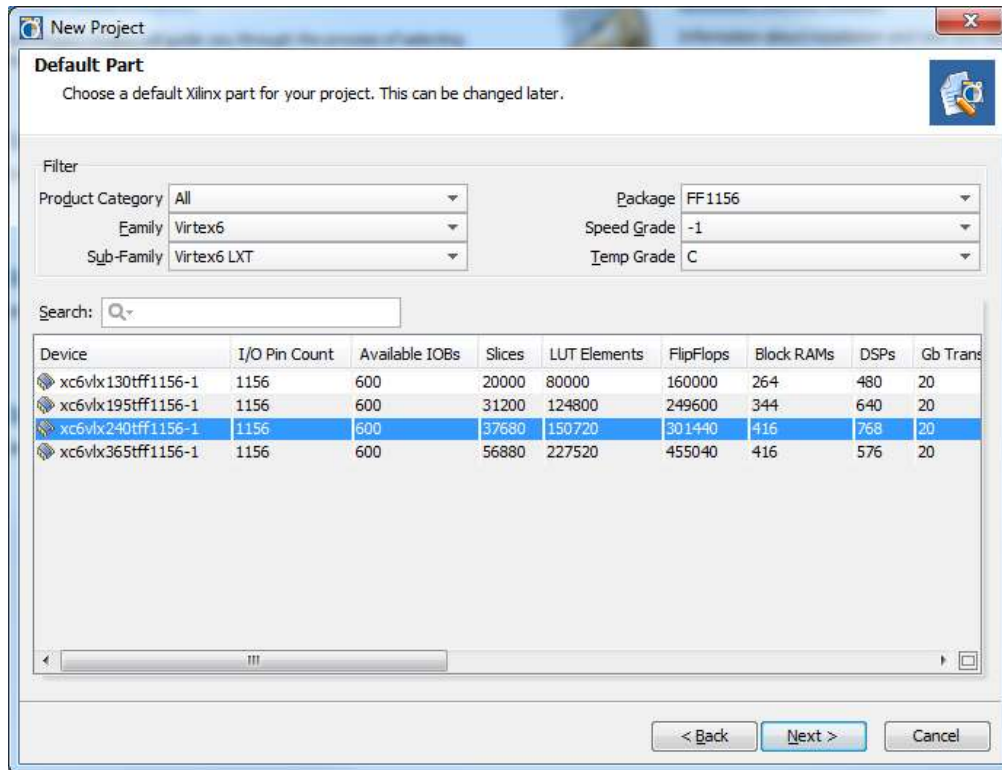 New Project
Default Part
Choose a default Xilinx part for your project. This can be changed later.
Filter
Product Category All Package FF1156
Family Virtex6 Speed Grade -1
Sub-Family Virtex6 LXT Temp Grade C
Search:
Device I/O Pin Count Available IOBs Slices LUT Elements FlipFlops Block RAMs DSPs Gb Trans
xc6vlx130tff1156-1 1156 600 20000 80000 160000 264 480 20
xc6vlx195tff1156-1 1156 600 31200 124800 249600 344 640 20
xc6vlx240tff1156-1 1156 600 37680 150720 301440 416 768 20
xc6vlx365tff1156-1 1156 600 56880 227520 455040 416 576 20
< Back Next > Cancel